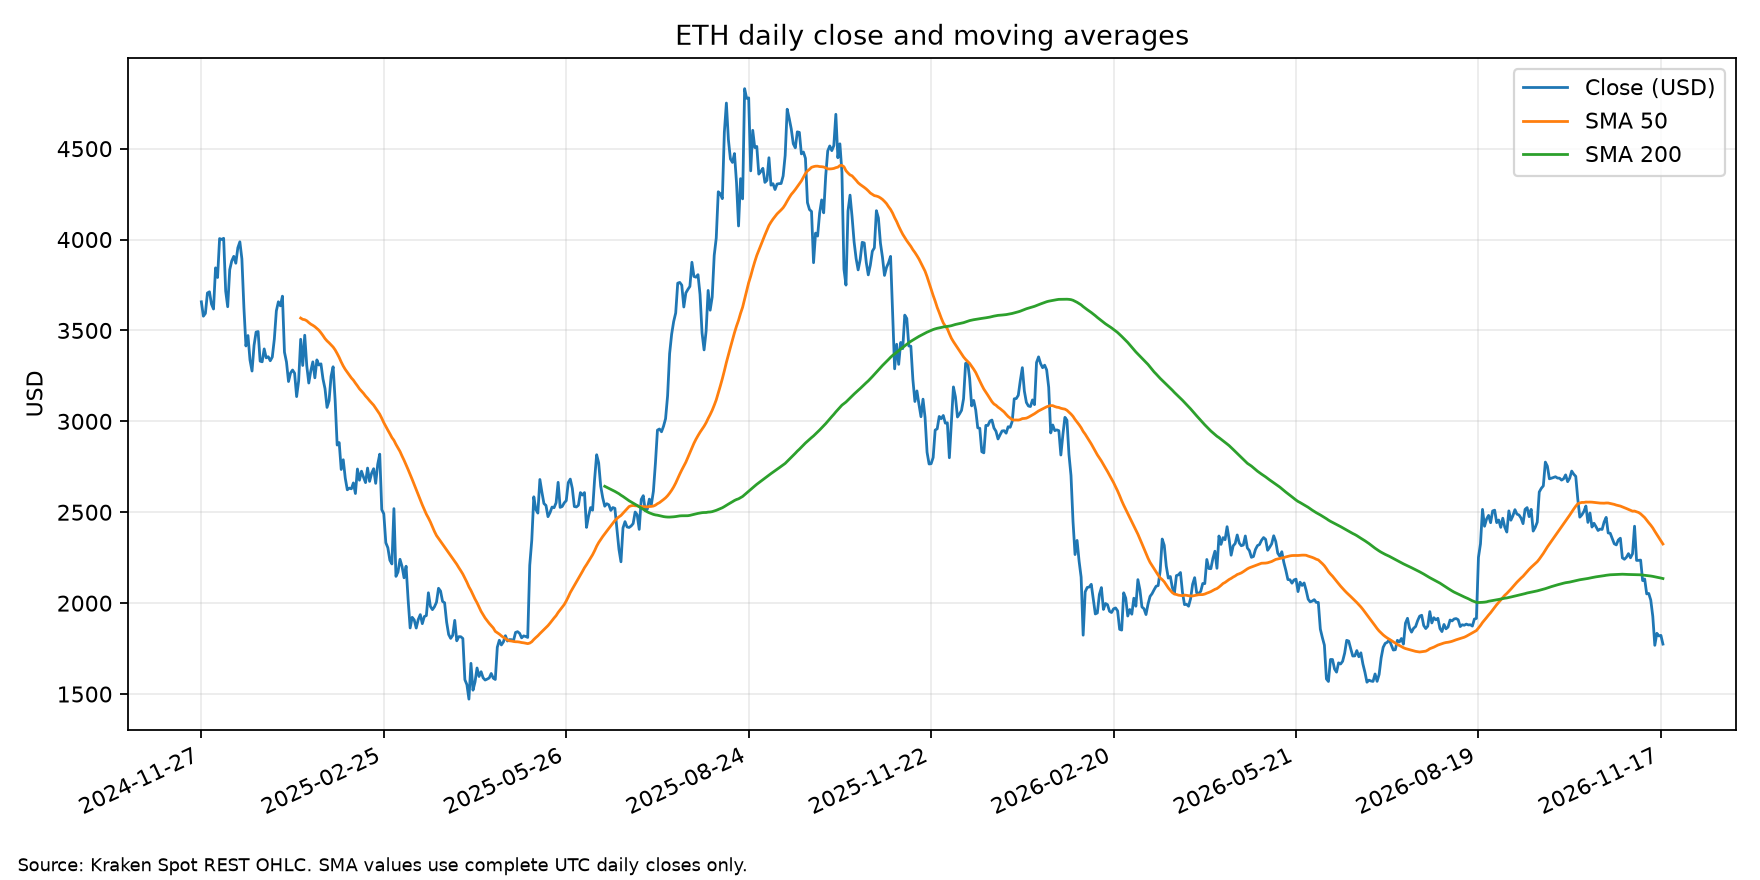 ETH daily close and moving averages
Close (USD)
SMA 50
SMA 200
USD
4500
4000
3500
3000
2500
2000
1500
2024-11-27
2025-02-25
2025-05-26
2025-08-24
2025-11-22
2026-02-20
2026-05-21
2026-08-19
2026-11-17
Source: Kraken Spot REST OHLC. SMA values use complete UTC daily closes only.